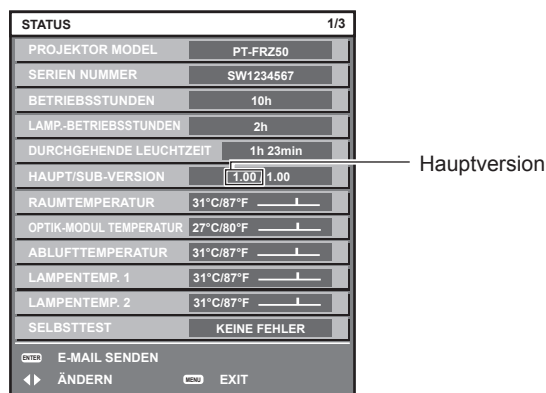 STATUS 1/3
PROJEKTOR MODEL PT-FRZ50
SERIEN NUMMER SW1234567
BETRIEBSSTUNDEN 10h
LAMP.-BETRIEBSSTUNDEN 2h
DURCHGEHENDE LEUCHTZEIT 1h 23min
HAUPT/SUB-VERSION 1.00 / 1.00
Hauptversion
RAUMTEMPERATUR 31°C/87°F
OPTIK-MODUL TEMPERATUR 27°C/80°F
ABLUFTTEMPERATUR 31°C/87°F
LAMPENTEMP. 1 31°C/87°F
LAMPENTEMP. 2 31°C/87°F
SELBSTTEST KEINE FEHLER
ENTER E-MAIL SENDEN
ÄNDERN MENU EXIT